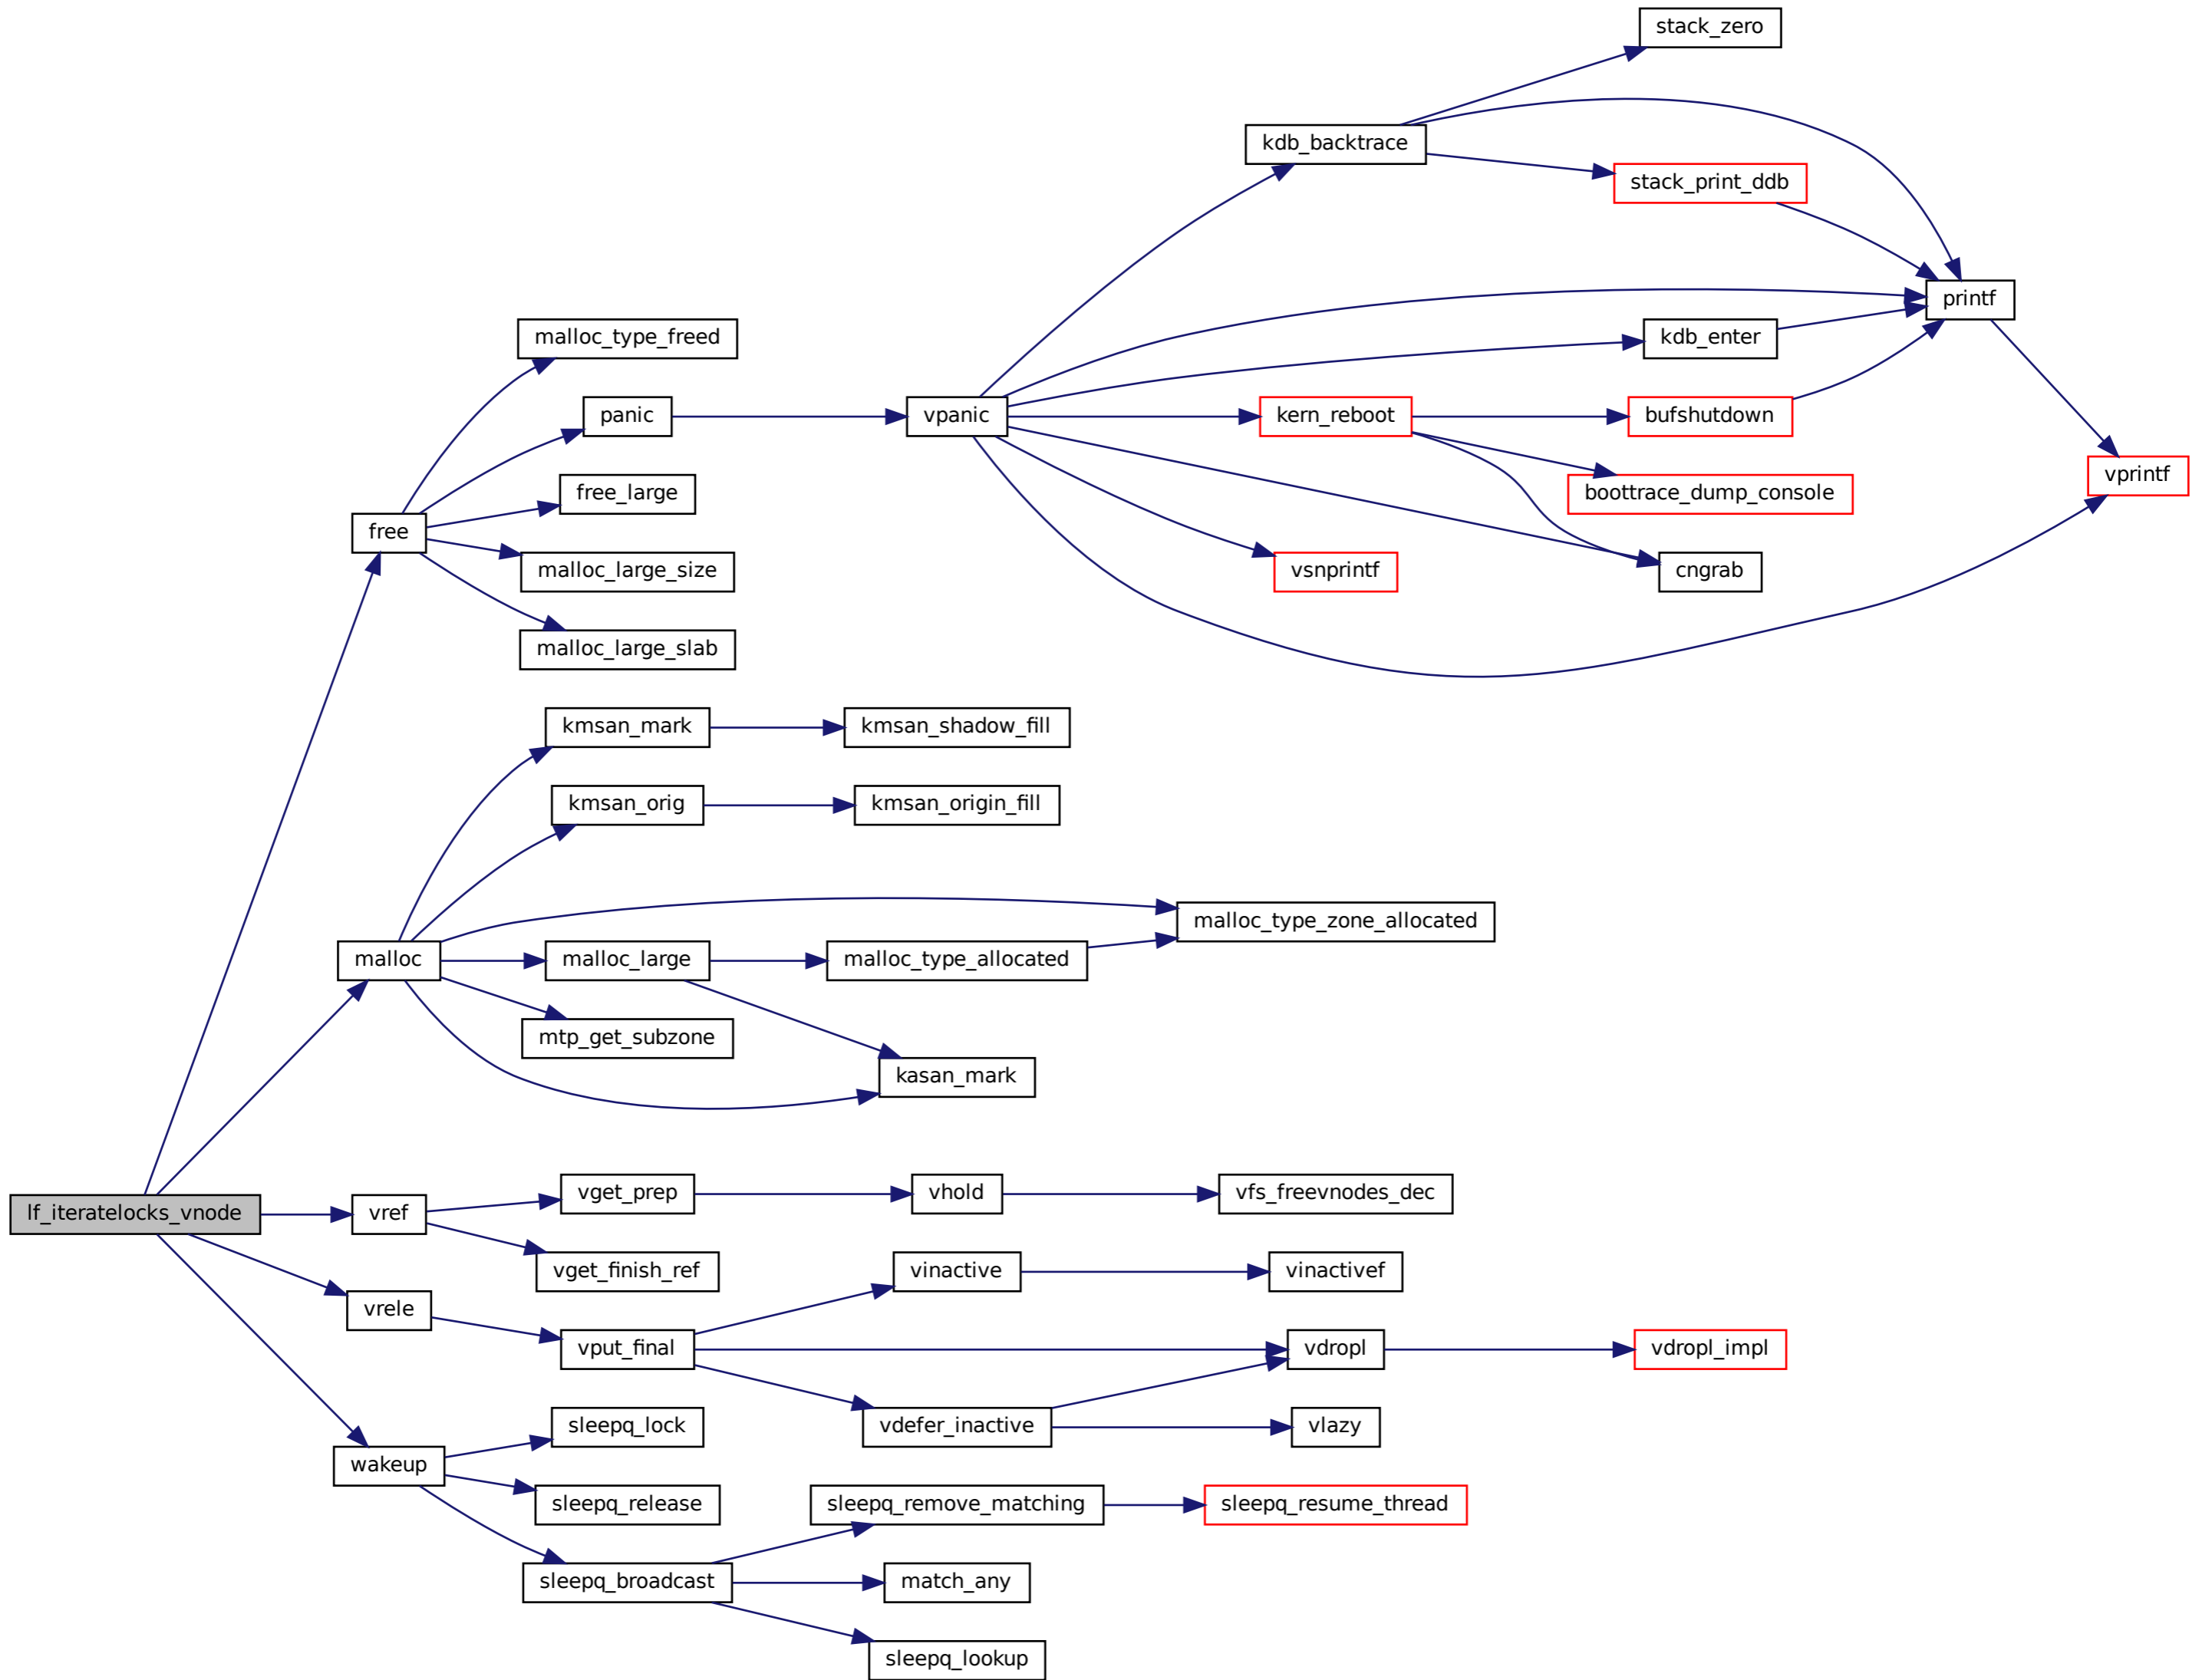 stack_zero
kdb_backtrace
stack_print_ddb
printf
malloc_type_freed
kdb_enter
panic
vpanic
kern_reboot
bufshutdown
vprintf
free_large
boottrace_dump_console
free
malloc_large_size
vsnprintf
cngrab
malloc_large_slab
kmsan_mark
kmsan_shadow_fill
kmsan_orig
kmsan_origin_fill
malloc_type_zone_allocated
malloc
malloc_large
malloc_type_allocated
mtp_get_subzone
kasan_mark
lf_iteratelocks_vnode
vref
vget_prep
vhold
vfs_freevnodes_dec
vget_finish_ref
vinactive
vinactivef
vrele
vput_final
vdropl
vdropl_impl
sleepq_lock
vdefer_inactive
vlazy
wakeup
sleepq_release
sleepq_remove_matching
sleepq_resume_thread
sleepq_broadcast
match_any
sleepq_lookup